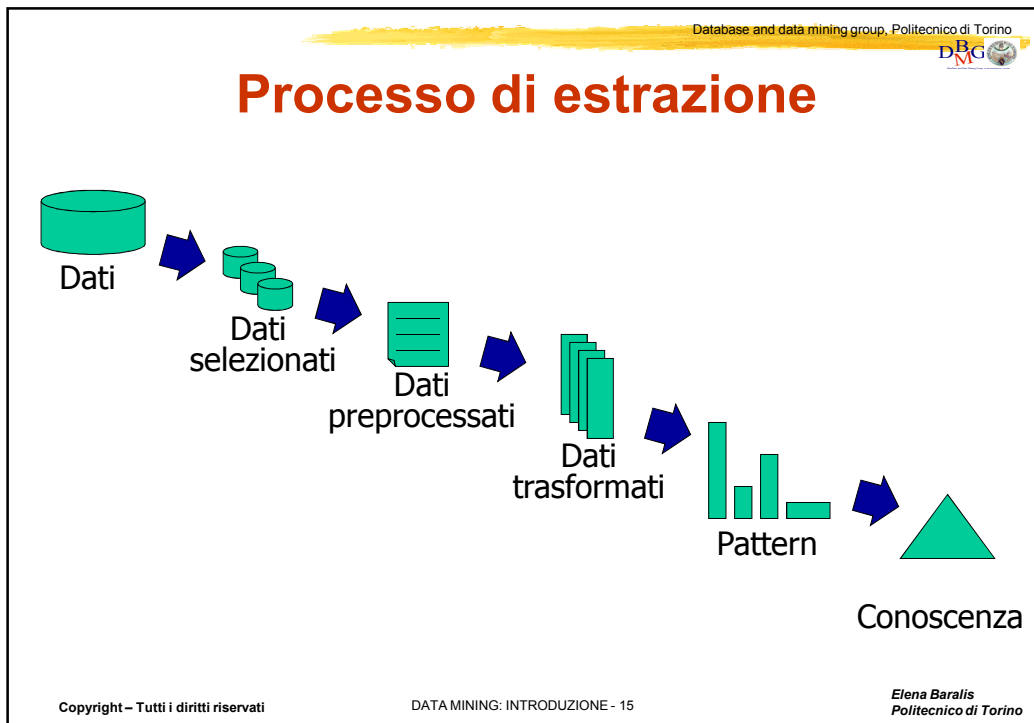 Database and data mining group, Politecnico di Torino
DBMG
Processo di estrazione
Dati
Dati
selezionati
Dati
preprocessati
Dati
trasformati
Pattern
Conoscenza
Copyright – Tutti i diritti riservati
DATA MINING: INTRODUZIONE - 15
Elena Baralis
Politecnico di Torino